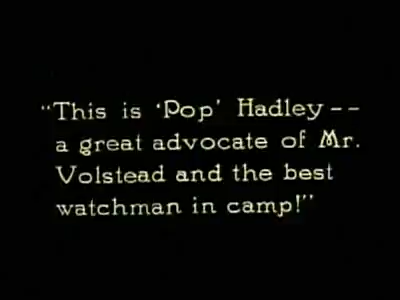 "This is 'Pop' Hadley--
a great advocate of Mr.
Volstead and the best
watchman in camp!"